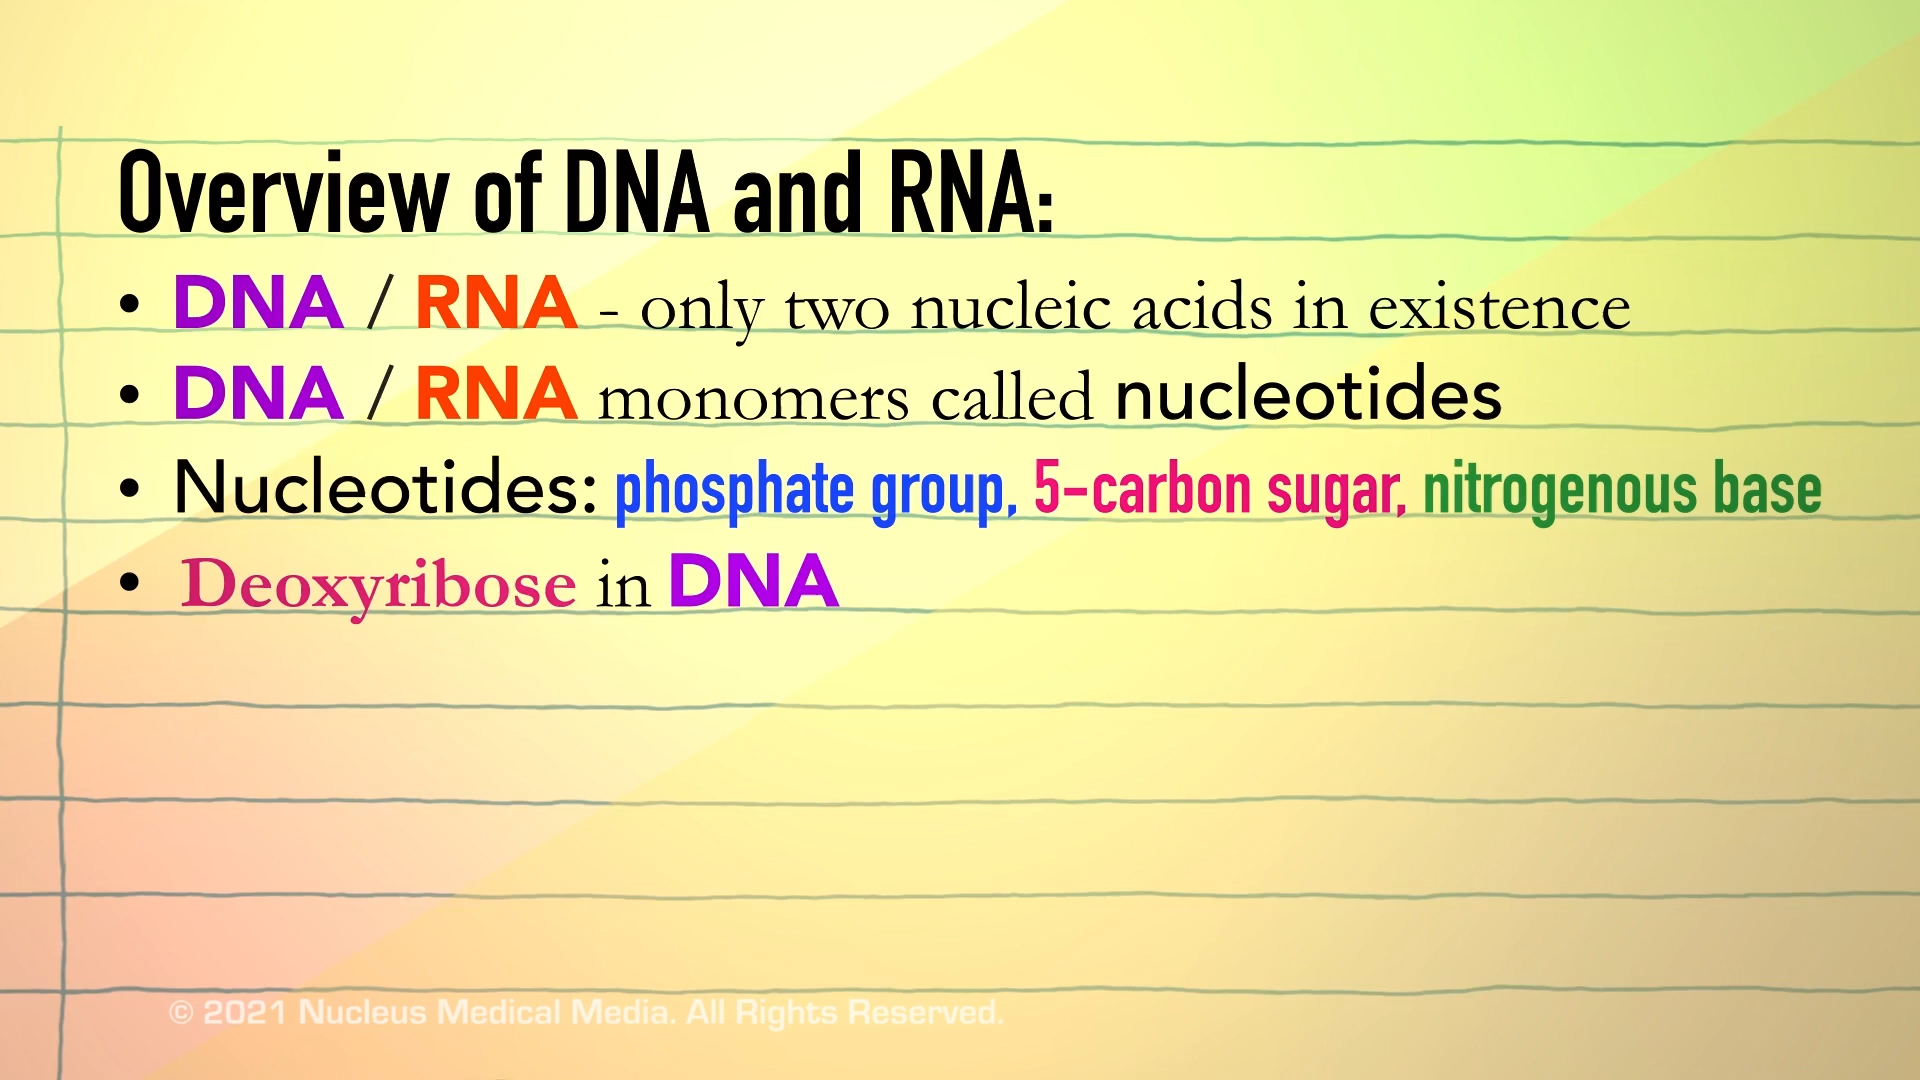 Overview of DNA and RNA:
• DNA / RNA - only two nucleic acids in existence
• DNA / RNA monomers called nucleotides
• Nucleotides: phosphate group, 5-carbon sugar, nitrogenous base
• Deoxyribose in DNA
© 2021 Nucleus Medical Media. All Rights Reserved.